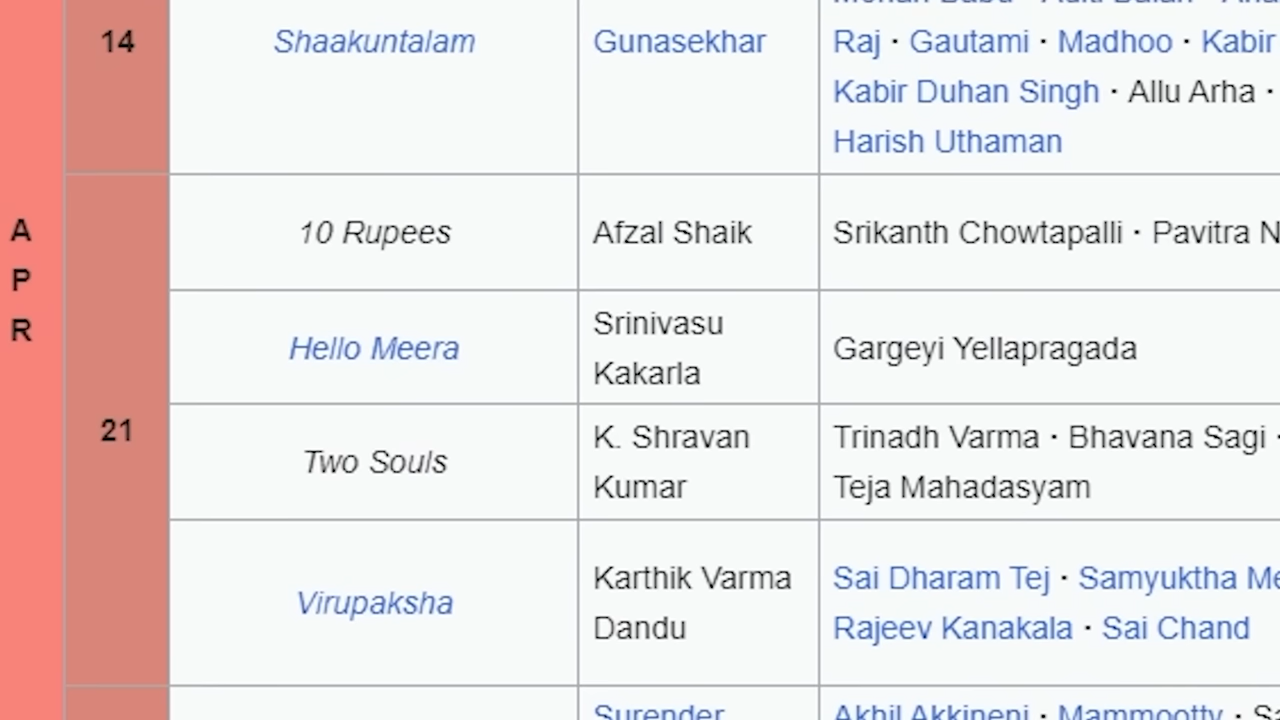 14
Shaakuntalam
Gunasekhar
Raj · Gautami · Madhoo · Kabir
Kabir Duhan Singh · Allu Arha ·
Harish Uthaman
A
P
R
21
10 Rupees
Afzal Shaik
Srikanth Chowtapalli · Pavitra N
Hello Meera
Srinivasu
Kakarla
Gargeyi Yellapragada
Two Souls
K. Shravan
Kumar
Trinadh Varma · Bhavana Sagi ·
Teja Mahadasyam
Virupaksha
Karthik Varma
Dandu
Sai Dharam Tej · Samyuktha Me
Rajeev Kanakala · Sai Chand
Surender
Akhil Akkineni · Mammootty · Sa